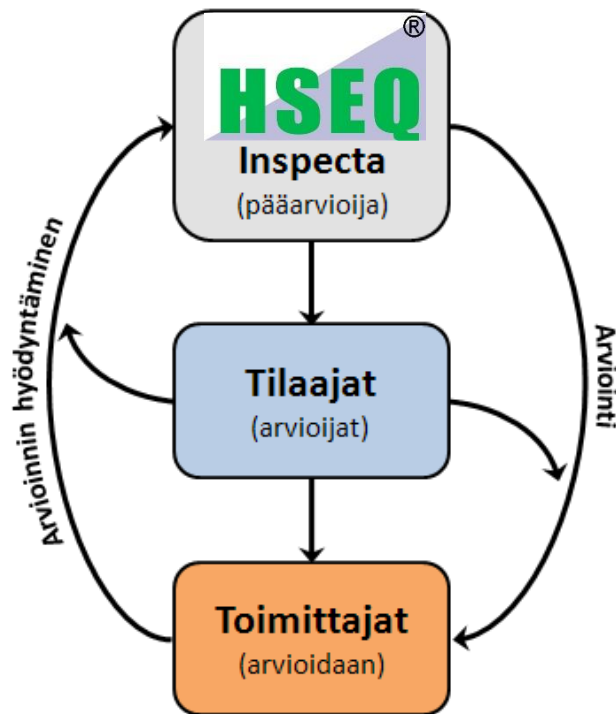 HSEQ®
Inspecta
(pääarvioija)
Arvioinnin hyödyntäminen
Tilaajat
(arvioijat)
Arviointi
Toimittajat
(arvioidaan)